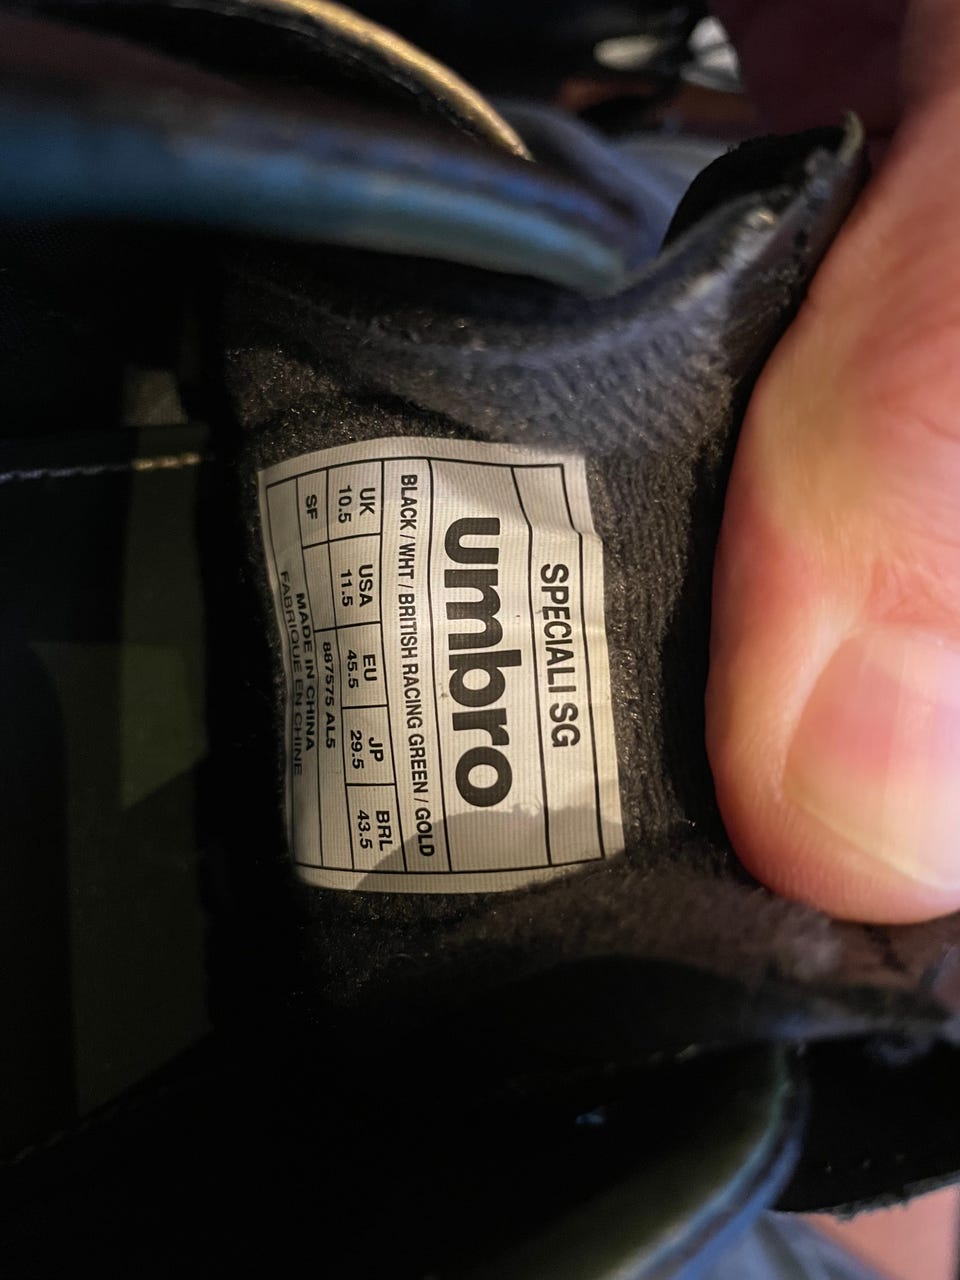 SPECIALI SG
umbro
BLACK / WHT / BRITISH RACING GREEN / GOLD
UK USA EU JP BRL
10.5 11.5 45.5 29.5 43.5
SF 887575 AL5
MADE IN CHINA
FABRIQUE EN CHINE